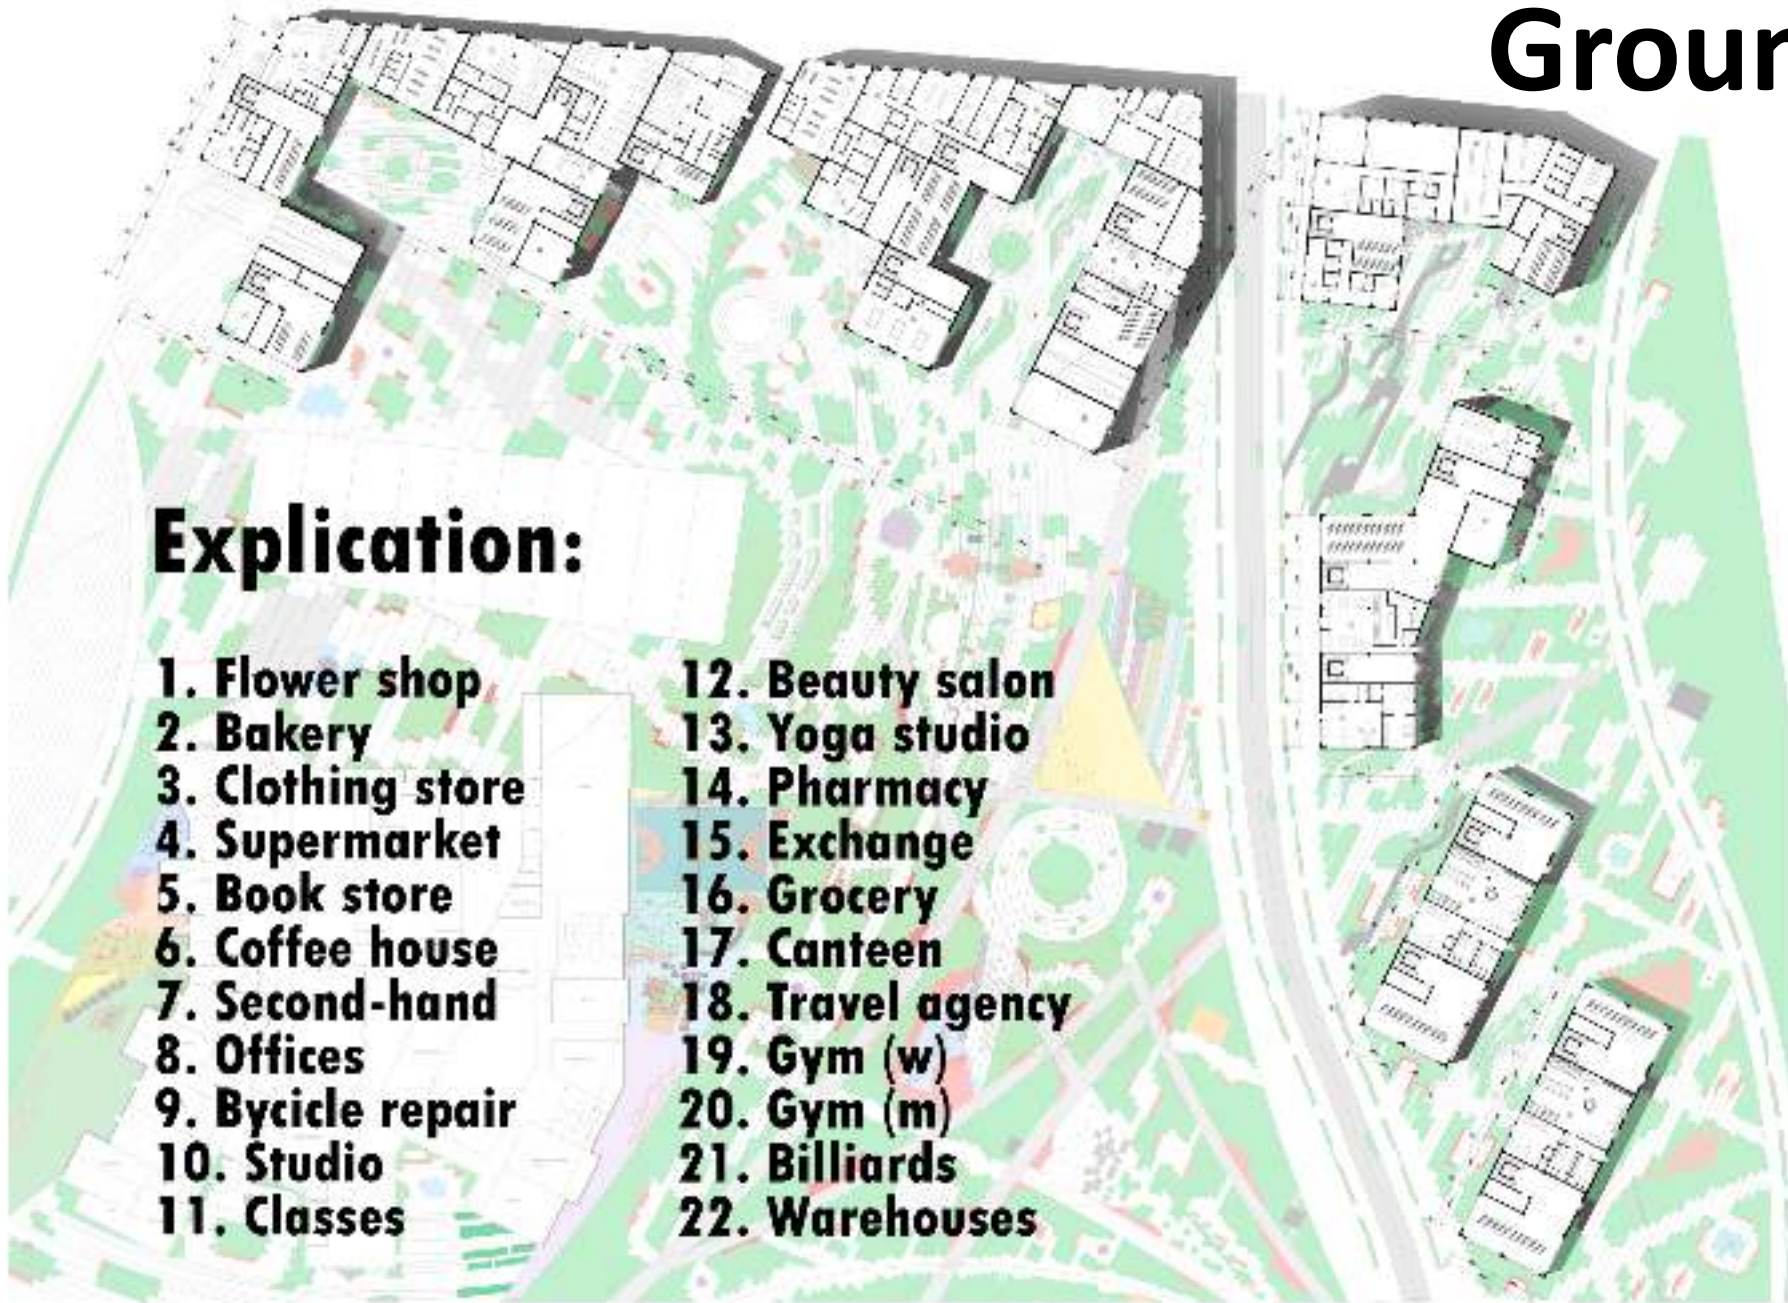 Groun
Explication:
1. Flower shop
2. Bakery
3. Clothing store
4. Supermarket
5. Book store
6. Coffee house
7. Second-hand
8. Offices
9. Bycicle repair
10. Studio
11. Classes
12. Beauty salon
13. Yoga studio
14. Pharmacy
15. Exchange
16. Grocery
17. Canteen
18. Travel agency
19. Gym (w)
20. Gym (m)
21. Billiards
22. Warehouses